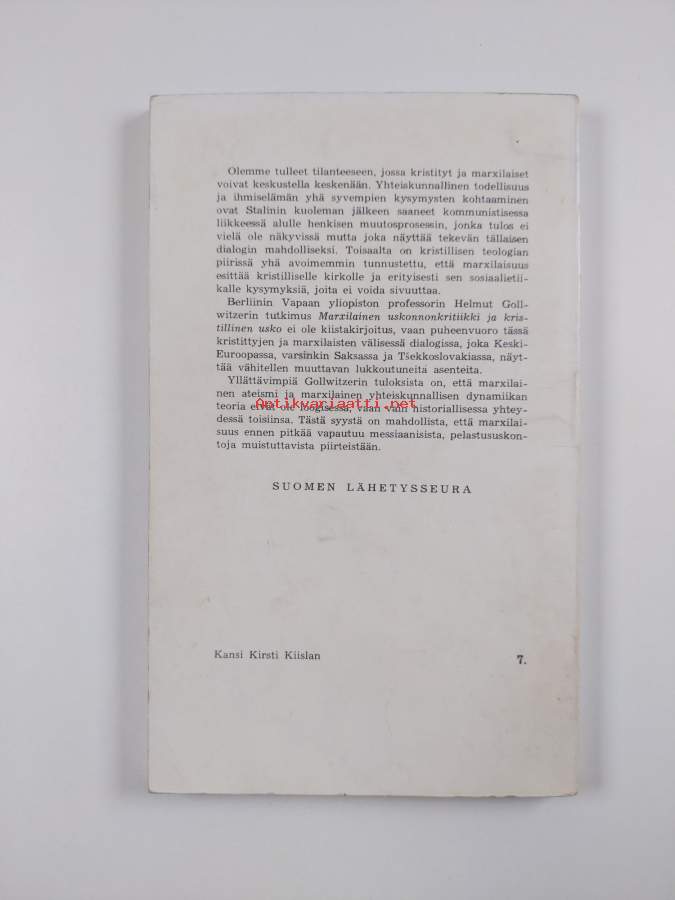 Olemme tulleet tilanteeseen, jossa kristityt ja marxilaiset
voivat keskustella keskenään. Yhteiskunnallinen todellisuus
ja ihmiselämän yhä syvempien kysymysten kohtaaminen
ovat Stalinin kuoleman jälkeen saaneet kommunistisessa
liikkeessä alulle henkisen muutosprosessin, jonka tulos ei
vielä ole näkyvissä mutta joka näyttää tekevän tällaisen
dialogin mahdolliseksi. Toisaalta on kristillisen teologian
piirissä yhä avoimemmin tunnustettu, että marxilaisuus
esittää kristilliselle kirkolle ja erityisesti sen sosiaalietii-
kalle kysymyksiä, joita ei voida sivuuttaa.
Berliinin Vapaan yliopiston professorin Helmut Goll-
witzerin tutkimus Marxilainen uskonnonkritiikki ja kris-
tillinen usko ei ole kiistakirjoitus, vaan puheenvuoro tässä
kristittyjen ja marxilaisten välisessä dialogissa, joka Keski-
Euroopassa, varsinkin Saksassa ja Tšekkoslovakiassa, näyt-
tää vähitellen muuttavan lukkoutuneita asenteita.
Yllättävimpiä Gollwitzerin tuloksista on, että marxilai-
nen ateismi ja marxilainen yhteiskunnallisen dynamiikan
teoria eivät ole loogisessa, vaan vain historiallisessa yhtey-
dessä toisiinsa. Tästä syystä on mahdollista, että marxilai-
suus ennen pitkää vapautuu messiaanisista, pelastususkon-
toja muistuttavista piirteistään.
Antikvariaatti.net
SUOMEN LÄHETYSSEURA
Kansi Kirsti Kiislan
7.